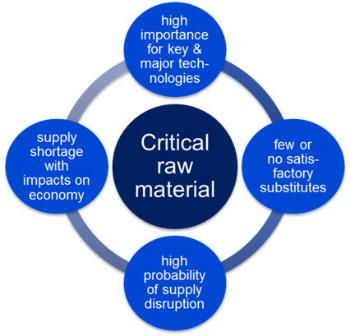 high
importance
for key &
major tech-
nologies
supply
shortage
with
impacts on
economy
Critical
raw
material
few or
no satis-
factory
substitutes
high
probability
of supply
disruption